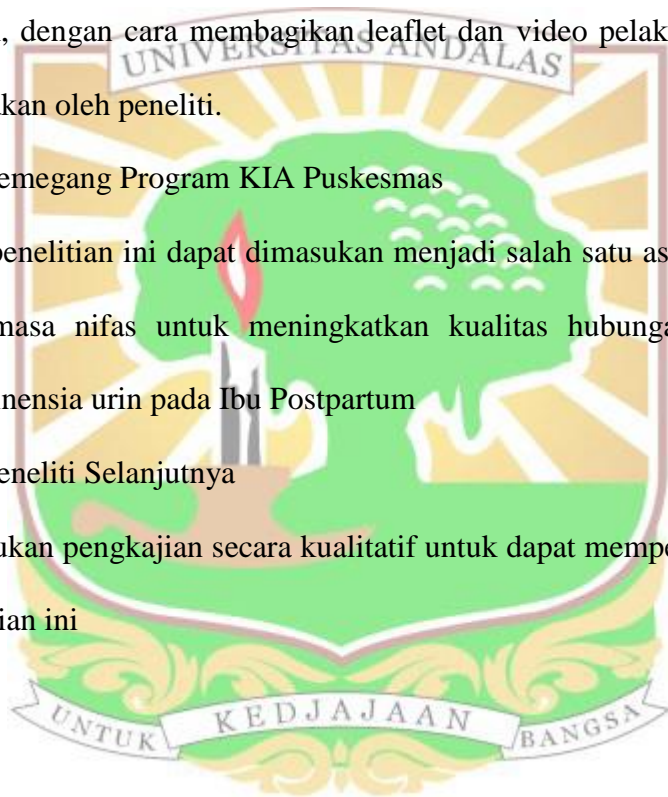 , dengan cara membagikan leaflet dan video pelak
UNIVERSITAS ANDALAS
akan oleh peneliti.
emegang Program KIA Puskesmas
penelitian ini dapat dimasukan menjadi salah satu as
masa nifas untuk meningkatkan kualitas hubunga
inensia urin pada Ibu Postpartum
eneliti Selanjutnya
ukan pengkajian secara kualitatif untuk dapat mempe
ian ini
UNTUK KEDJAJAAN BANGSA